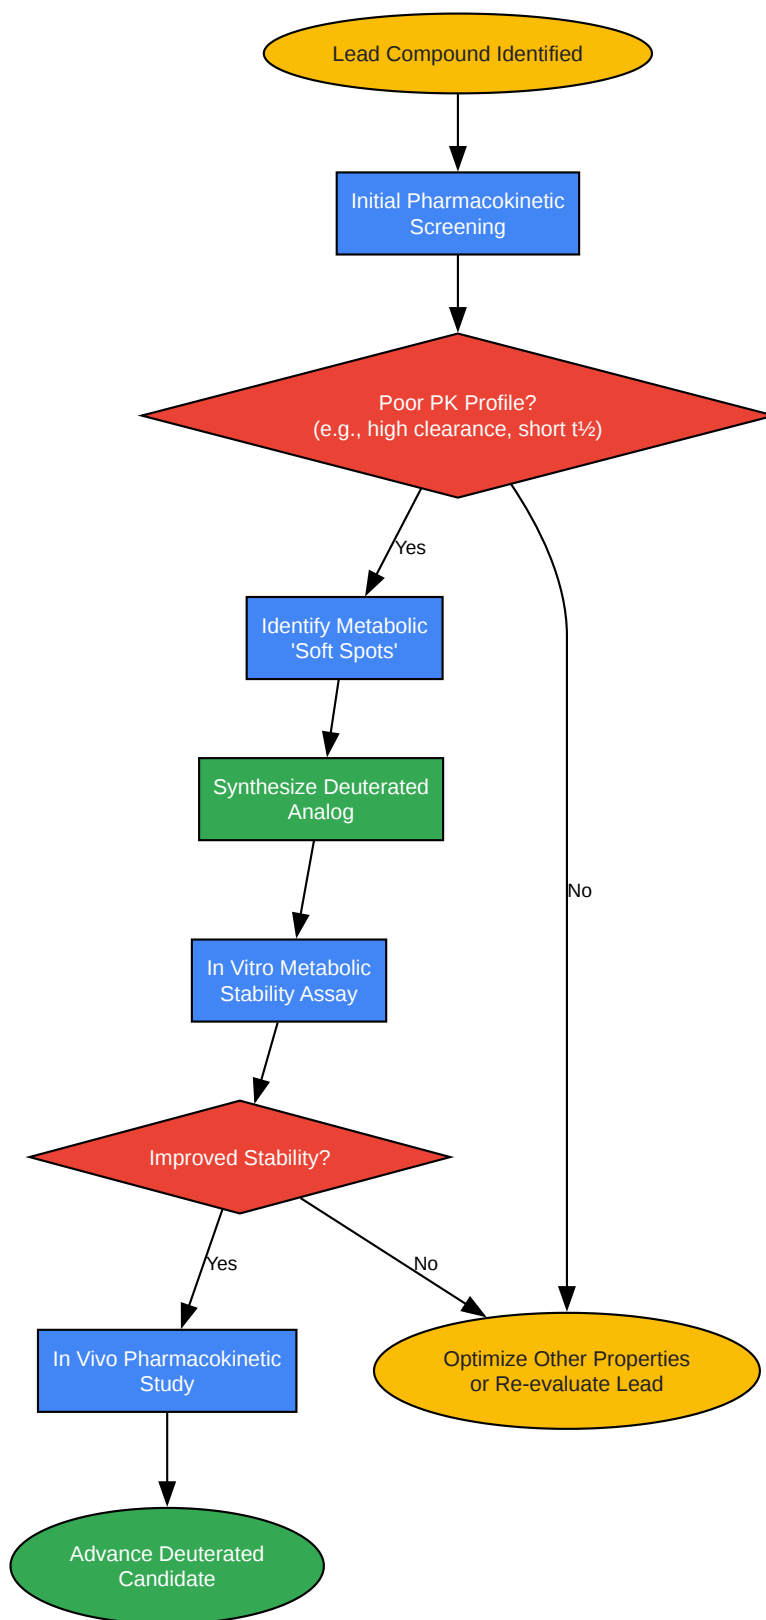 Lead Compound Identified
Initial Pharmacokinetic
Screening
Poor PK Profile?
(e.g., high clearance, short t½)
Yes
Identify Metabolic
'Soft Spots'
Synthesize Deuterated
Analog
No
In Vitro Metabolic
Stability Assay
Improved Stability?
Yes
No
In Vivo Pharmacokinetic
Study
Optimize Other Properties
or Re-evaluate Lead
Advance Deuterated
Candidate